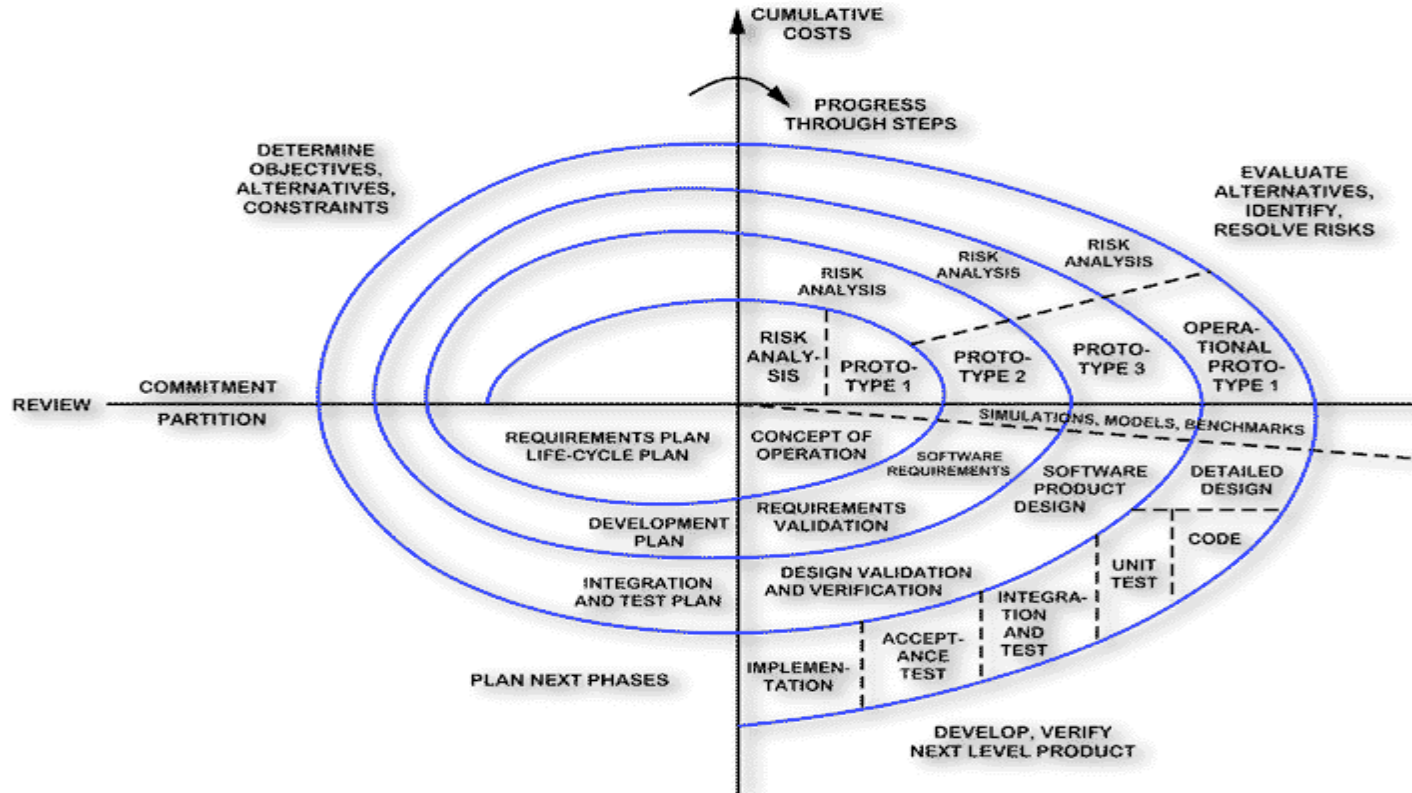 CUMULATIVE
COSTS
PROGRESS
THROUGH STEPS
DETERMINE
OBJECTIVES,
ALTERNATIVES,
CONSTRAINTS
EVALUATE
ALTERNATIVES,
IDENTIFY,
RESOLVE RISKS
RISK
ANALYSIS
RISK
ANALYSIS
RISK
ANALYSIS
RISK
ANALY-
SIS
PROTO-
TYPE 1
PROTO-
TYPE 2
PROTO-
TYPE 3
OPERA-
TIONAL
PROTO-
TYPE 1
REVIEW
COMMITMENT
PARTITION
SIMULATIONS, MODELS, BENCHMARKS
REQUIREMENTS PLAN
LIFE-CYCLE PLAN
CONCEPT OF
OPERATION
SOFTWARE
REQUIREMENTS
SOFTWARE
PRODUCT
DESIGN
DETAILED
DESIGN
DEVELOPMENT
PLAN
REQUIREMENTS
VALIDATION
CODE
UNIT
TEST
INTEGRATION
AND TEST PLAN
DESIGN VALIDATION
AND VERIFICATION
INTEGRA-
TION
AND
TEST
ACCEPT-
ANCE
TEST
IMPLEMEN-
TATION
PLAN NEXT PHASES
DEVELOP, VERIFY
NEXT LEVEL PRODUCT